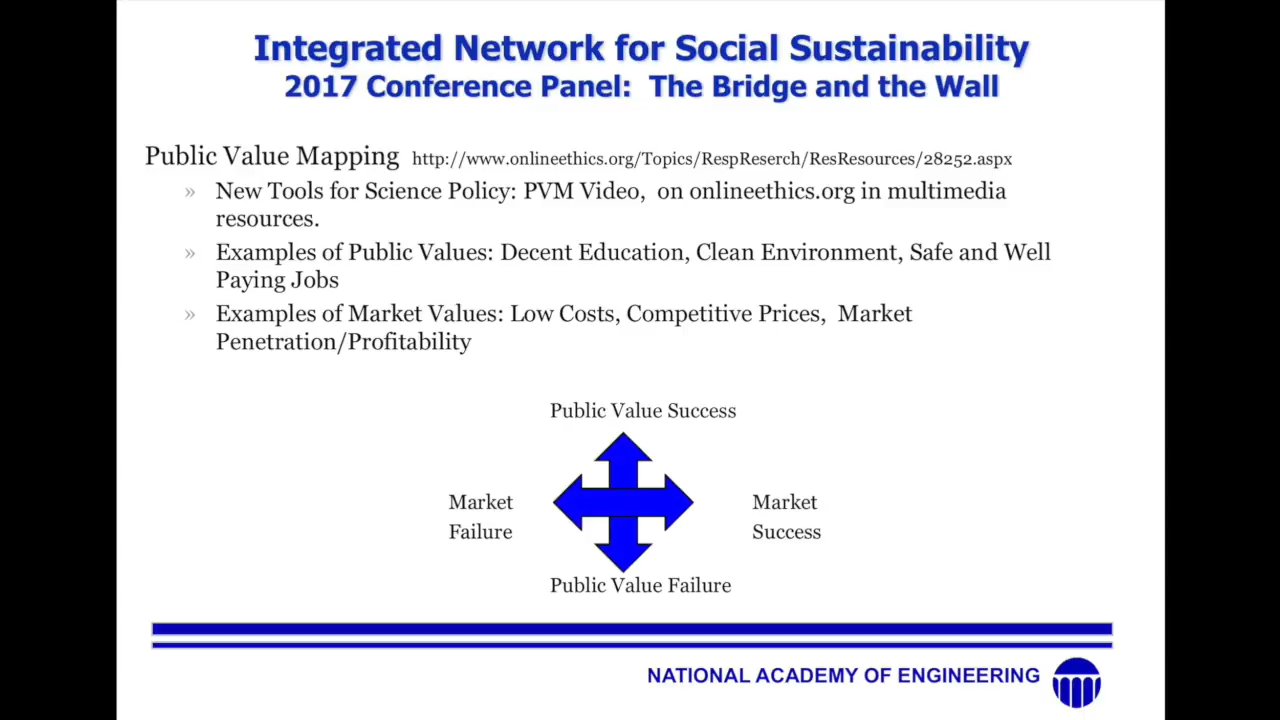 Integrated Network for Social Sustainability
2017 Conference Panel: The Bridge and the Wall
Public Value Mapping http://www.onlineethics.org/Topics/RespReserch/ResResources/28252.aspx
» New Tools for Science Policy: PVM Video, on onlineethics.org in multimedia
resources.
» Examples of Public Values: Decent Education, Clean Environment, Safe and Well
Paying Jobs
» Examples of Market Values: Low Costs, Competitive Prices, Market
Penetration/Profitability
Public Value Success
Market
Failure
Market
Success
Public Value Failure
NATIONAL ACADEMY OF ENGINEERING